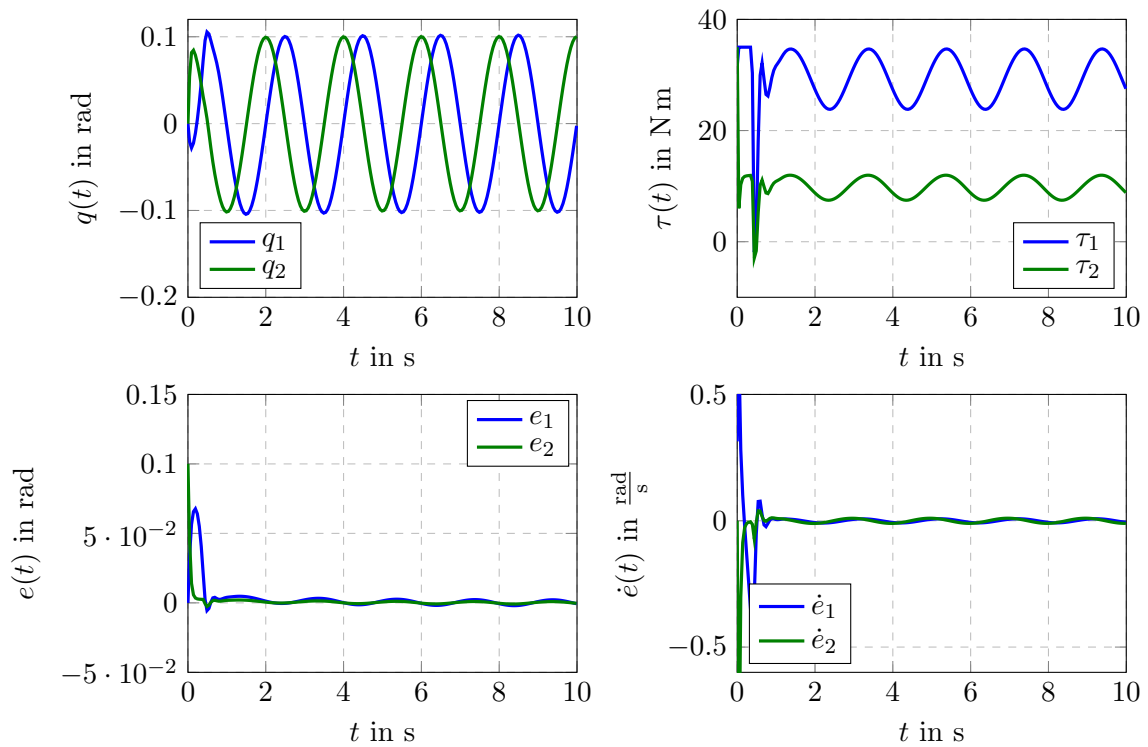 0.1
0
−0.1
−0.2
q(t) in rad
q₁
q₂
0 2 4 6 8 10
t in s
40
20
0
τ(t) in N m
τ₁
τ₂
0 2 4 6 8 10
t in s
0.15
0.1
5 · 10⁻²
0
−5 · 10⁻²
e(t) in rad
e₁
e₂
0 2 4 6 8 10
t in s
0.5
0
−0.5
ė(t) in rad/s
ė₁
ė₂
0 2 4 6 8 10
t in s